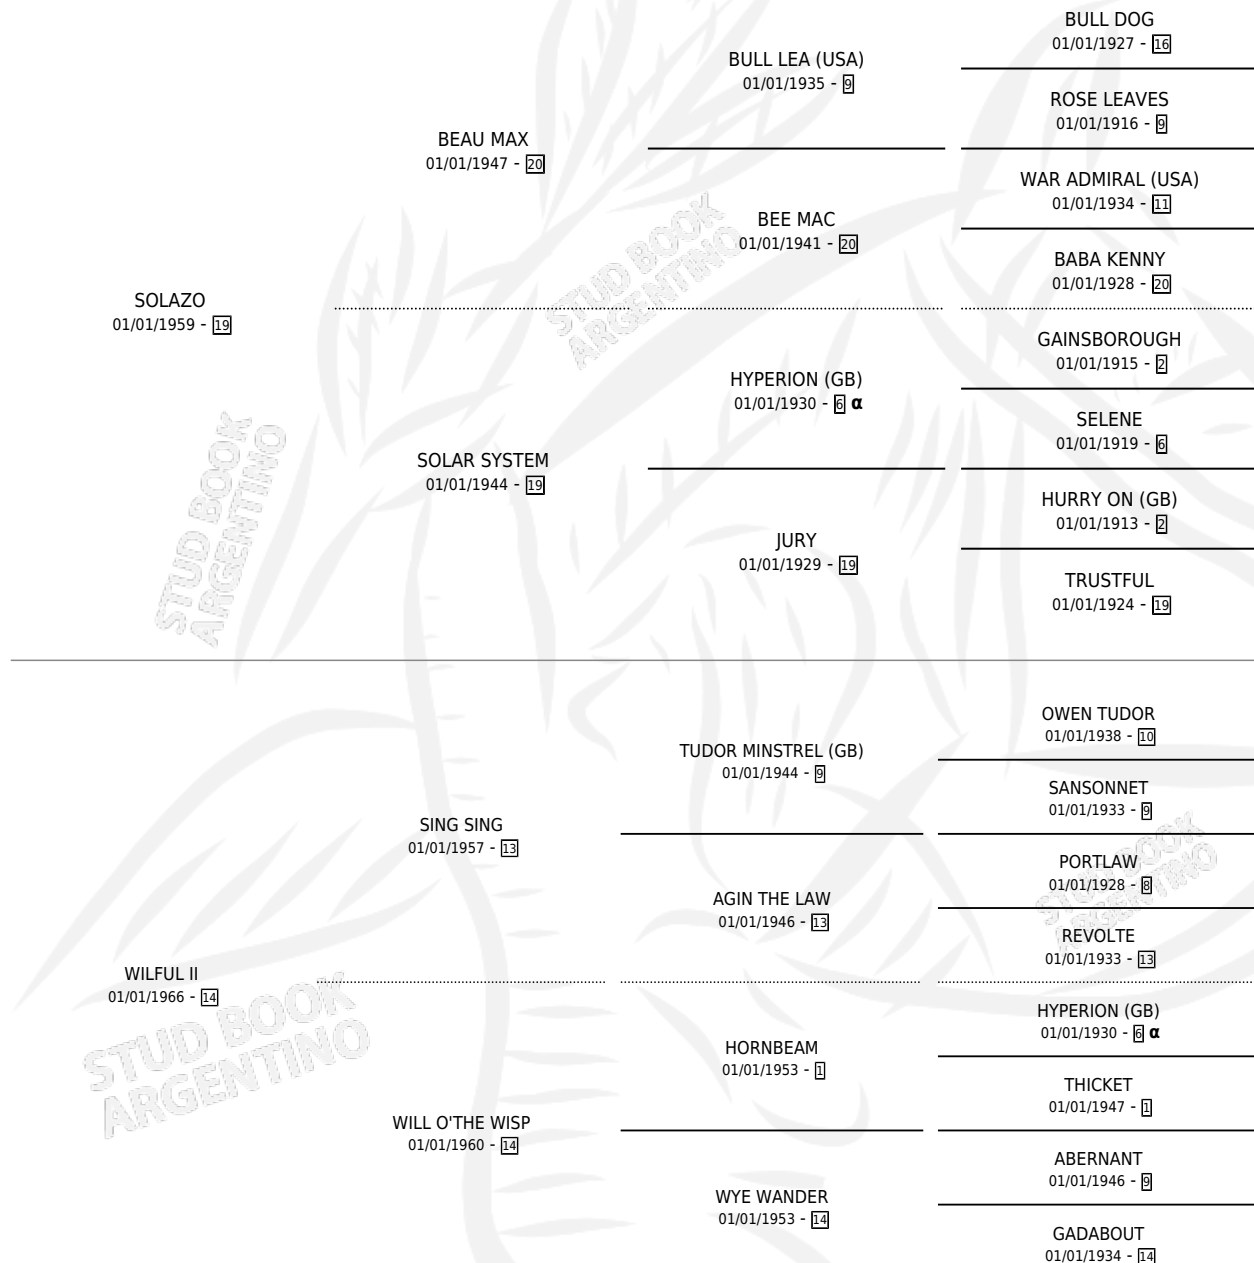 BULL DOG
01/01/1927 - 16
BULL LEA (USA)
01/01/1935 - 9
ROSE LEAVES
01/01/1916 - 9
BEAU MAX
01/01/1947 - 20
WAR ADMIRAL (USA)
01/01/1934 - 11
BEE MAC
01/01/1941 - 20
BABA KENNY
01/01/1928 - 20
SOLAZO
01/01/1959 - 19
GAINSBOROUGH
01/01/1915 - 2
HYPERION (GB)
01/01/1930 - 6 α
SELENE
01/01/1919 - 6
SOLAR SYSTEM
01/01/1944 - 19
HURRY ON (GB)
01/01/1913 - 2
JURY
01/01/1929 - 19
TRUSTFUL
01/01/1924 - 19
OWEN TUDOR
01/01/1938 - 10
TUDOR MINSTREL (GB)
01/01/1944 - 9
SANSONNET
01/01/1933 - 9
SING SING
01/01/1957 - 13
PORTLAW
01/01/1928 - 8
AGIN THE LAW
01/01/1946 - 13
REVOLTE
01/01/1933 - 13
WILFUL II
01/01/1966 - 14
HYPERION (GB)
01/01/1930 - 6 α
HORNBEAM
01/01/1953 - 1
THICKET
01/01/1947 - 1
WILL O'THE WISP
01/01/1960 - 14
ABERNANT
01/01/1946 - 9
WYE WANDER
01/01/1953 - 14
GADABOUT
01/01/1934 - 14
STUD BOOK
ARGENTINO
STUD BOOK
ARGENTINO
STUD BOOK
ARGENTINO
STUD BOOK
ARGENTINO